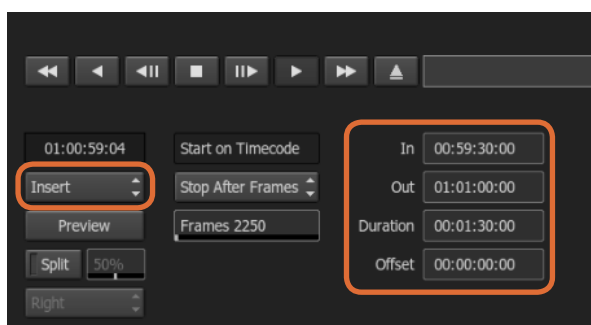 01:00:59:04 Start on Timecode In 00:59:30:00
Insert Stop After Frames Out 01:01:00:00
Preview Frames 2250 Duration 00:01:30:00
Split 50% Offset 00:00:00:00
Right